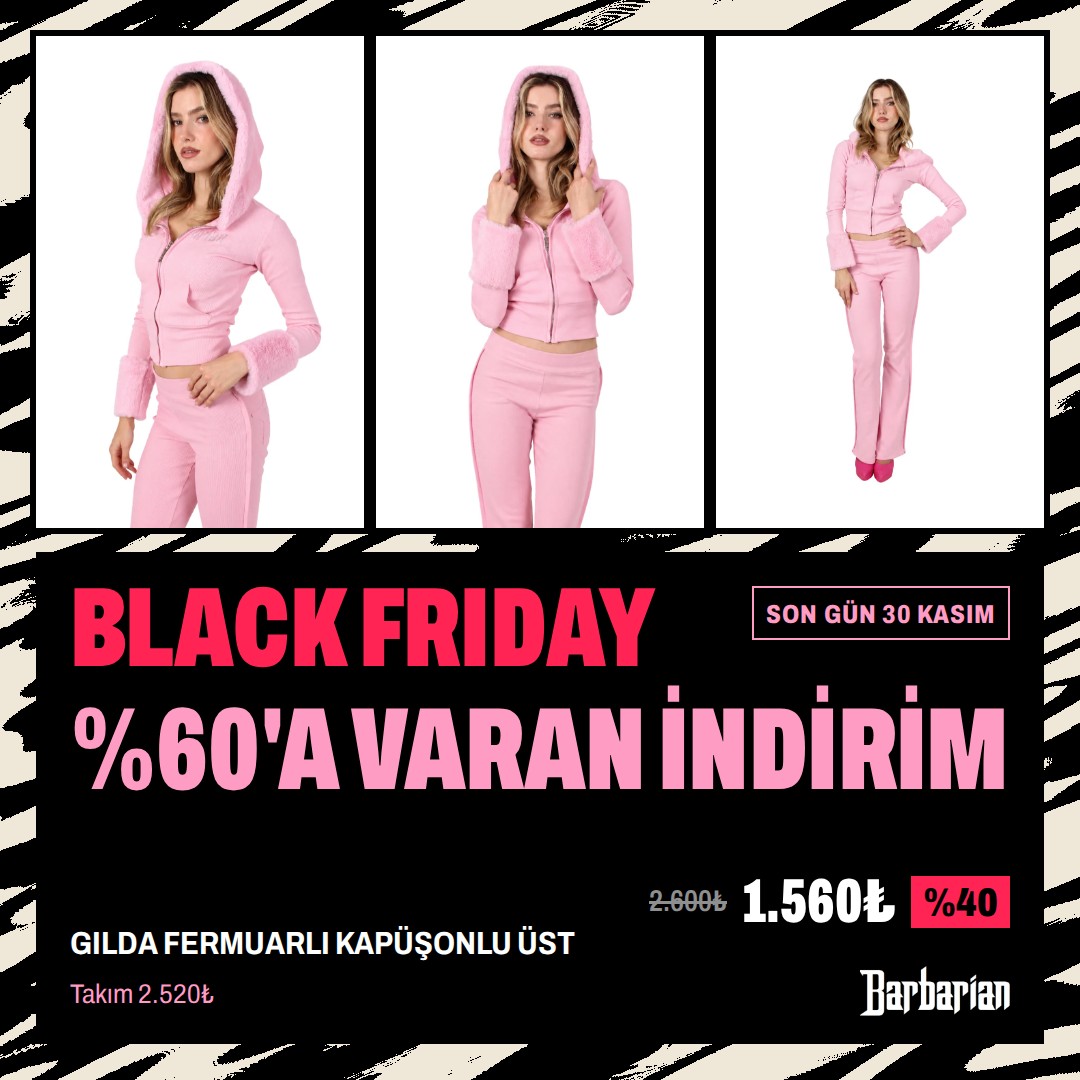 BLACK FRIDAY
SON GÜN 30 KASIM
%60'A VARAN İNDİRİM
2.600₺ 1.560₺ %40
GILDA FERMUARLI KAPÜŞONLU ÜST
Takım 2.520₺
Barbarian